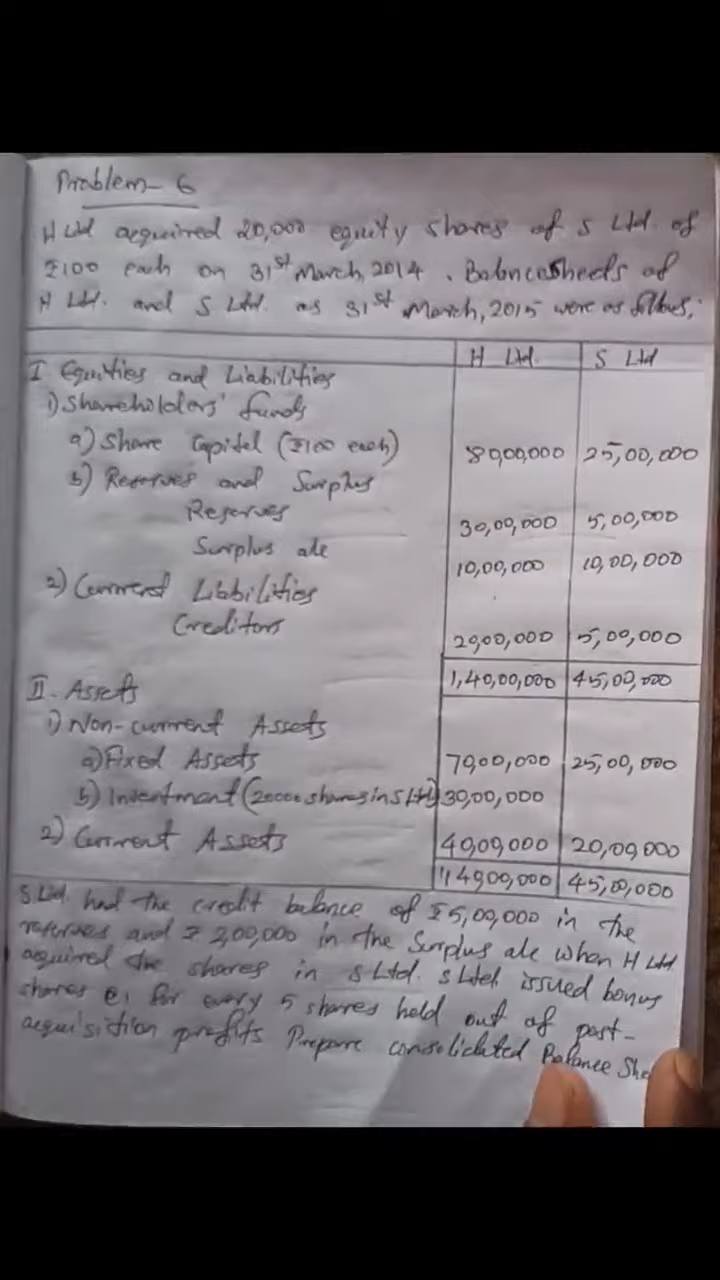 Problem-6
H Ltd acquired 20,000 equity shares of S Ltd. of
₹100 each on 31st March, 2014. Balancesheets of
H Ltd. and S Ltd. as 31st March, 2015 were as follows;
H Ltd. S Ltd
I Equities and Liabilities
1) Shareholders' funds
a) Share Capital (₹100 each) 80,00,000 25,00,000
b) Reserves and Surplus
Reserves 30,00,000 5,00,000
Surplus ale 10,00,000 10,00,000
2) Current Liabilities
Creditors 20,00,000 5,00,000
1,40,00,000 45,00,000
II. Assets
1) Non-current Assets
a) Fixed Assets 70,00,000 25,00,000
b) Investment (20000 shares in S Ltd) 30,00,000
2) Current Assets 40,00,000 20,00,000
1,40,00,000 45,00,000
S Ltd. had the credit balance of ₹5,00,000 in the
reserves and ₹ 2,00,000 in the Surplus ale when H Ltd
acquired the shares in S Ltd. S Ltd. issued bonus
shares @1 for every 5 shares held out of post-
acquisiction profits Prepare consolidated Balance She